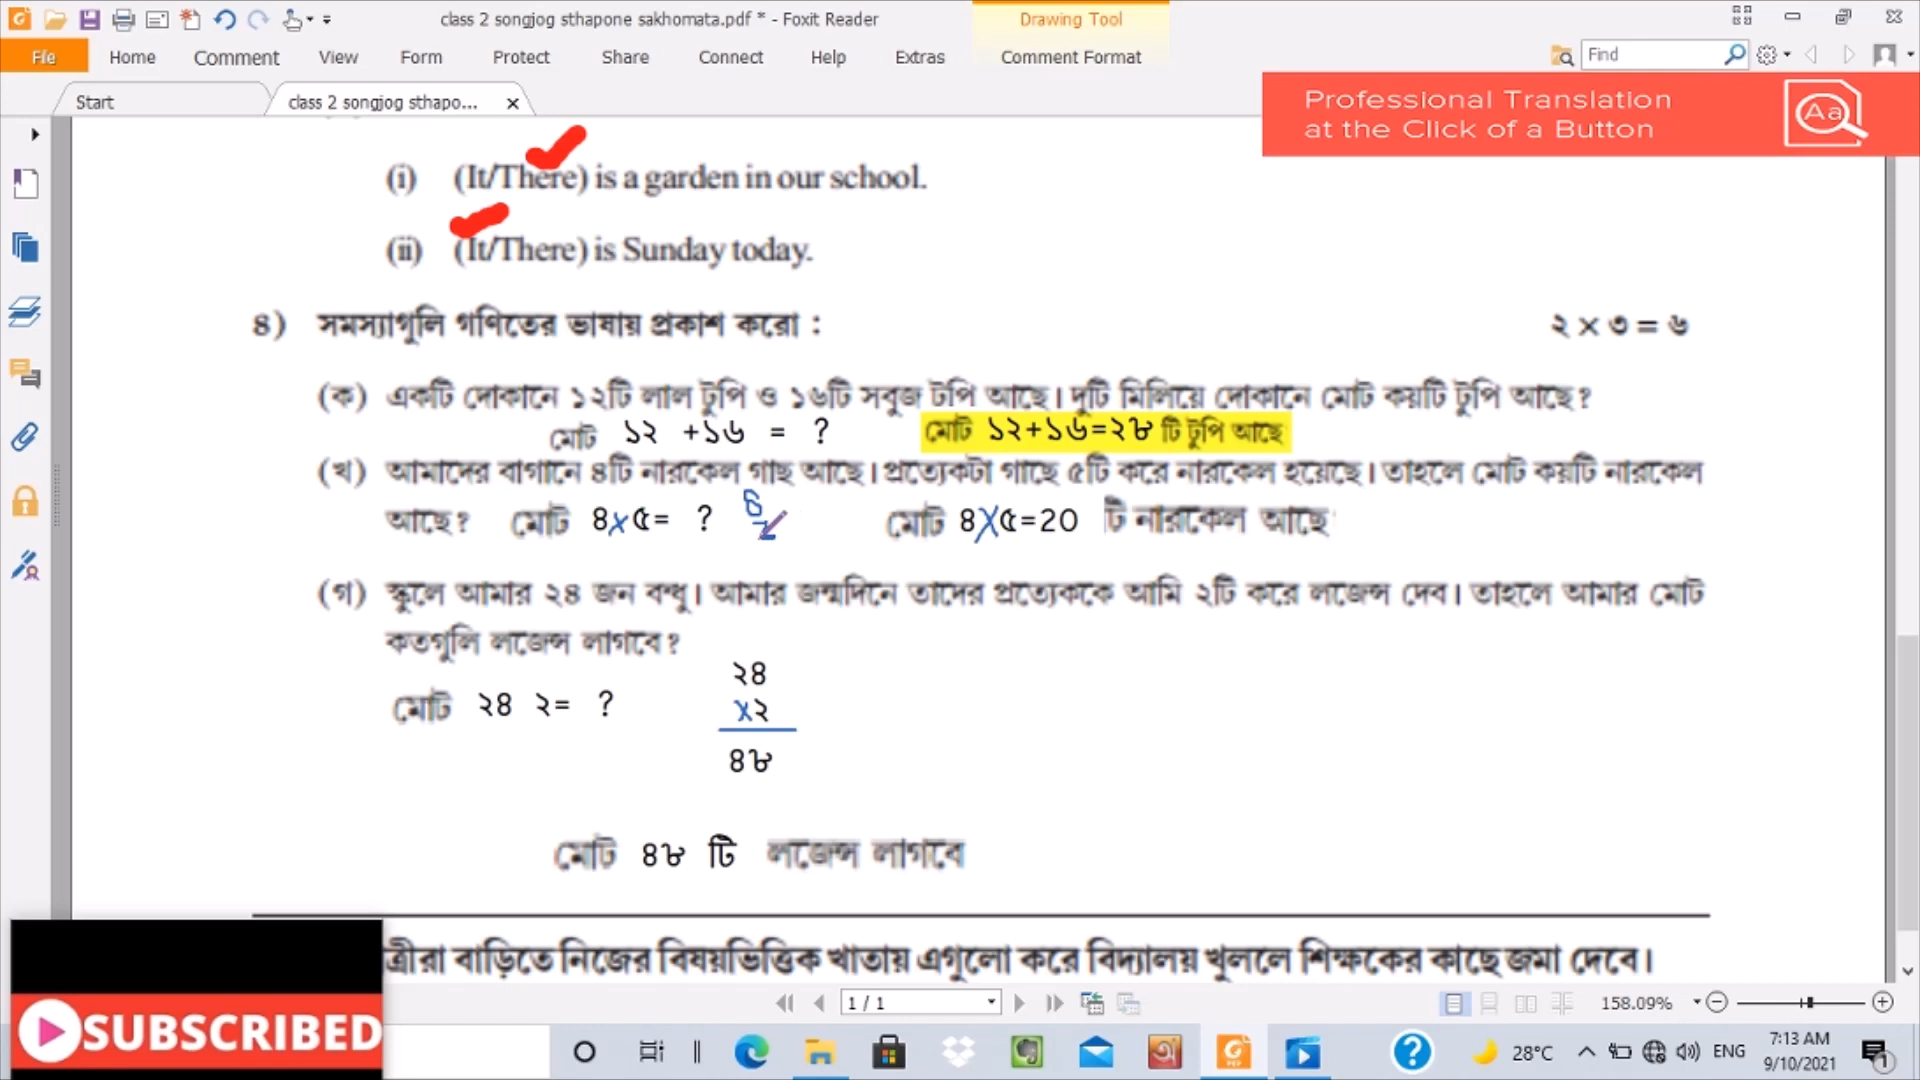 class 2 songjog sthapone sakhomata.pdf * - Foxit Reader
Drawing Tool
File Home Comment View Form Protect Share Connect Help Extras Comment Format Find
Start class 2 songjog sthapo...
Professional Translation
at the Click of a Button
(i) (It/There) is a garden in our school.
(ii) (It/There) is Sunday today.
৪) সমস্যাগুলি গণিতের ভাষায় প্রকাশ করো : ২ × ৩ = ৬
(ক) একটি দোকানে ১২টি লাল টুপি ও ১৬টি সবুজ টপি আছে। দুটি মিলিয়ে দোকানে মোট কয়টি টুপি আছে?
মোট ১২ +১৬ = ? মোট ১২+১৬=২৮ টি টুপি আছে
(খ) আমাদের বাগানে ৪টি নারকেল গাছ আছে। প্রত্যেকটা গাছে ৫টি করে নারকেল হয়েছে। তাহলে মোট কয়টি নারকেল
আছে? মোট ৪x৫= ? মোট ৪X৫=20 টি নারকেল আছে
(গ) স্কুলে আমার ২৪ জন বন্ধু। আমার জন্মদিনে তাদের প্রত্যেককে আমি ২টি করে লজেন্স দেব। তাহলে আমার মোট
কতগুলি লজেন্স লাগবে?
২৪
মোট ২৪ ২= ? x২
৪৮
মোট ৪৮ টি লজেন্স লাগবে
ত্রীরা বাড়িতে নিজের বিষয়ভিত্তিক খাতায় এগুলো করে বিদ্যালয় খুললে শিক্ষকের কাছে জমা দেবে।
1 / 1 158.09%
SUBSCRIBED
28°C ENG 7:13 AM
9/10/2021